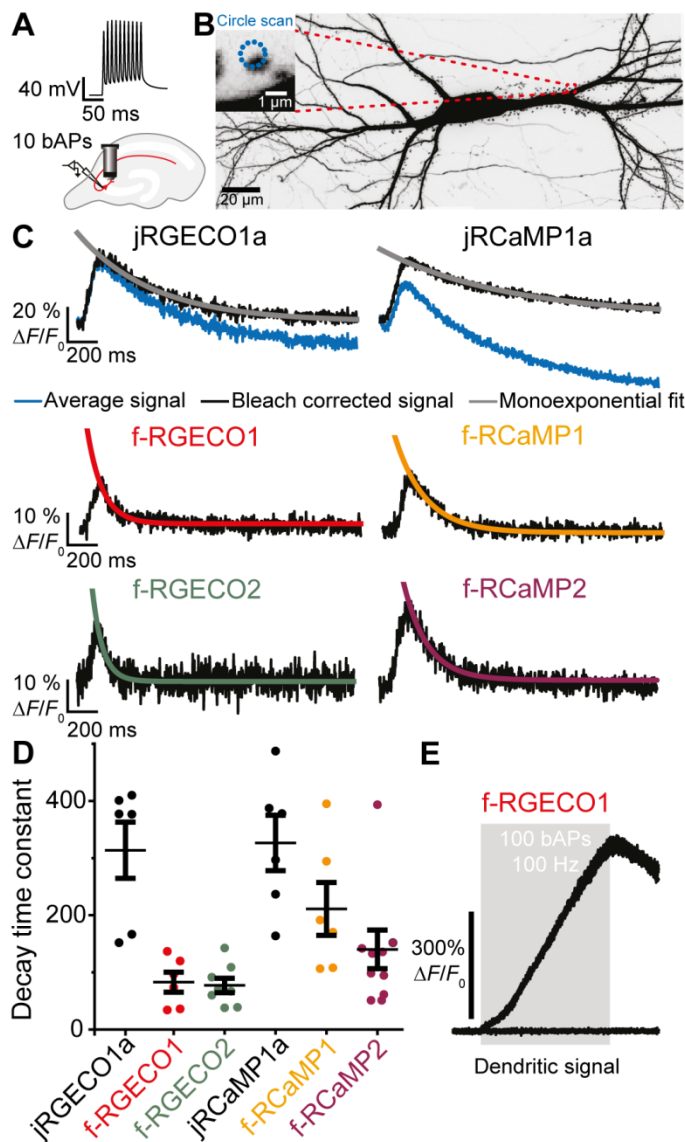 A
40 mV
50 ms
10 bAPs
B
Circle scan
1 µm
20 µm
C
jRGECO1a
jRCaMP1a
20 %
ΔF/F0
200 ms
Average signal
Bleach corrected signal
Monoexponential fit
f-RGECO1
f-RCaMP1
10 %
ΔF/F0
200 ms
f-RGECO2
f-RCaMP2
10 %
ΔF/F0
200 ms
D
Decay time constant
400
200
0
jRGECO1a
f-RGECO1
f-RGECO2
jRCaMP1a
f-RCaMP1
f-RCaMP2
E
f-RGECO1
100 bAPs
100 Hz
300%
ΔF/F0
Dendritic signal